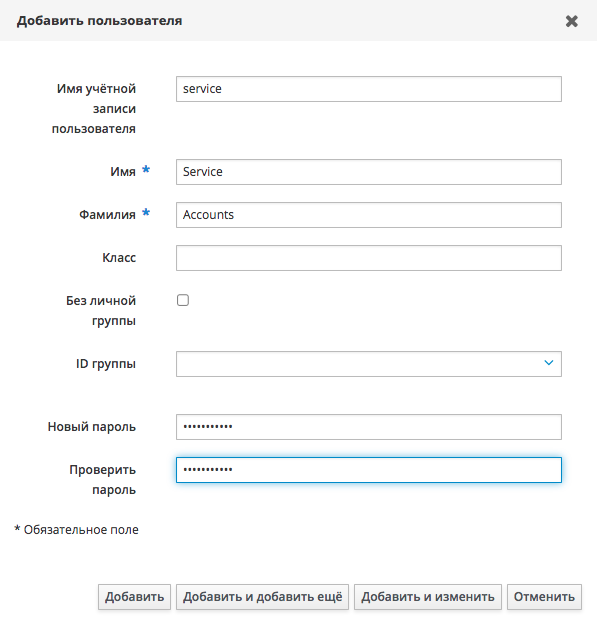 Добавить пользователя
Имя учётной
записи
пользователя
service
Имя *
Service
Фамилия *
Accounts
Класс
Без личной
группы
ID группы
Новый пароль
•••••••••••
Проверить
пароль
•••••••••••
* Обязательное поле
Добавить
Добавить и добавить ещё
Добавить и изменить
Отменить